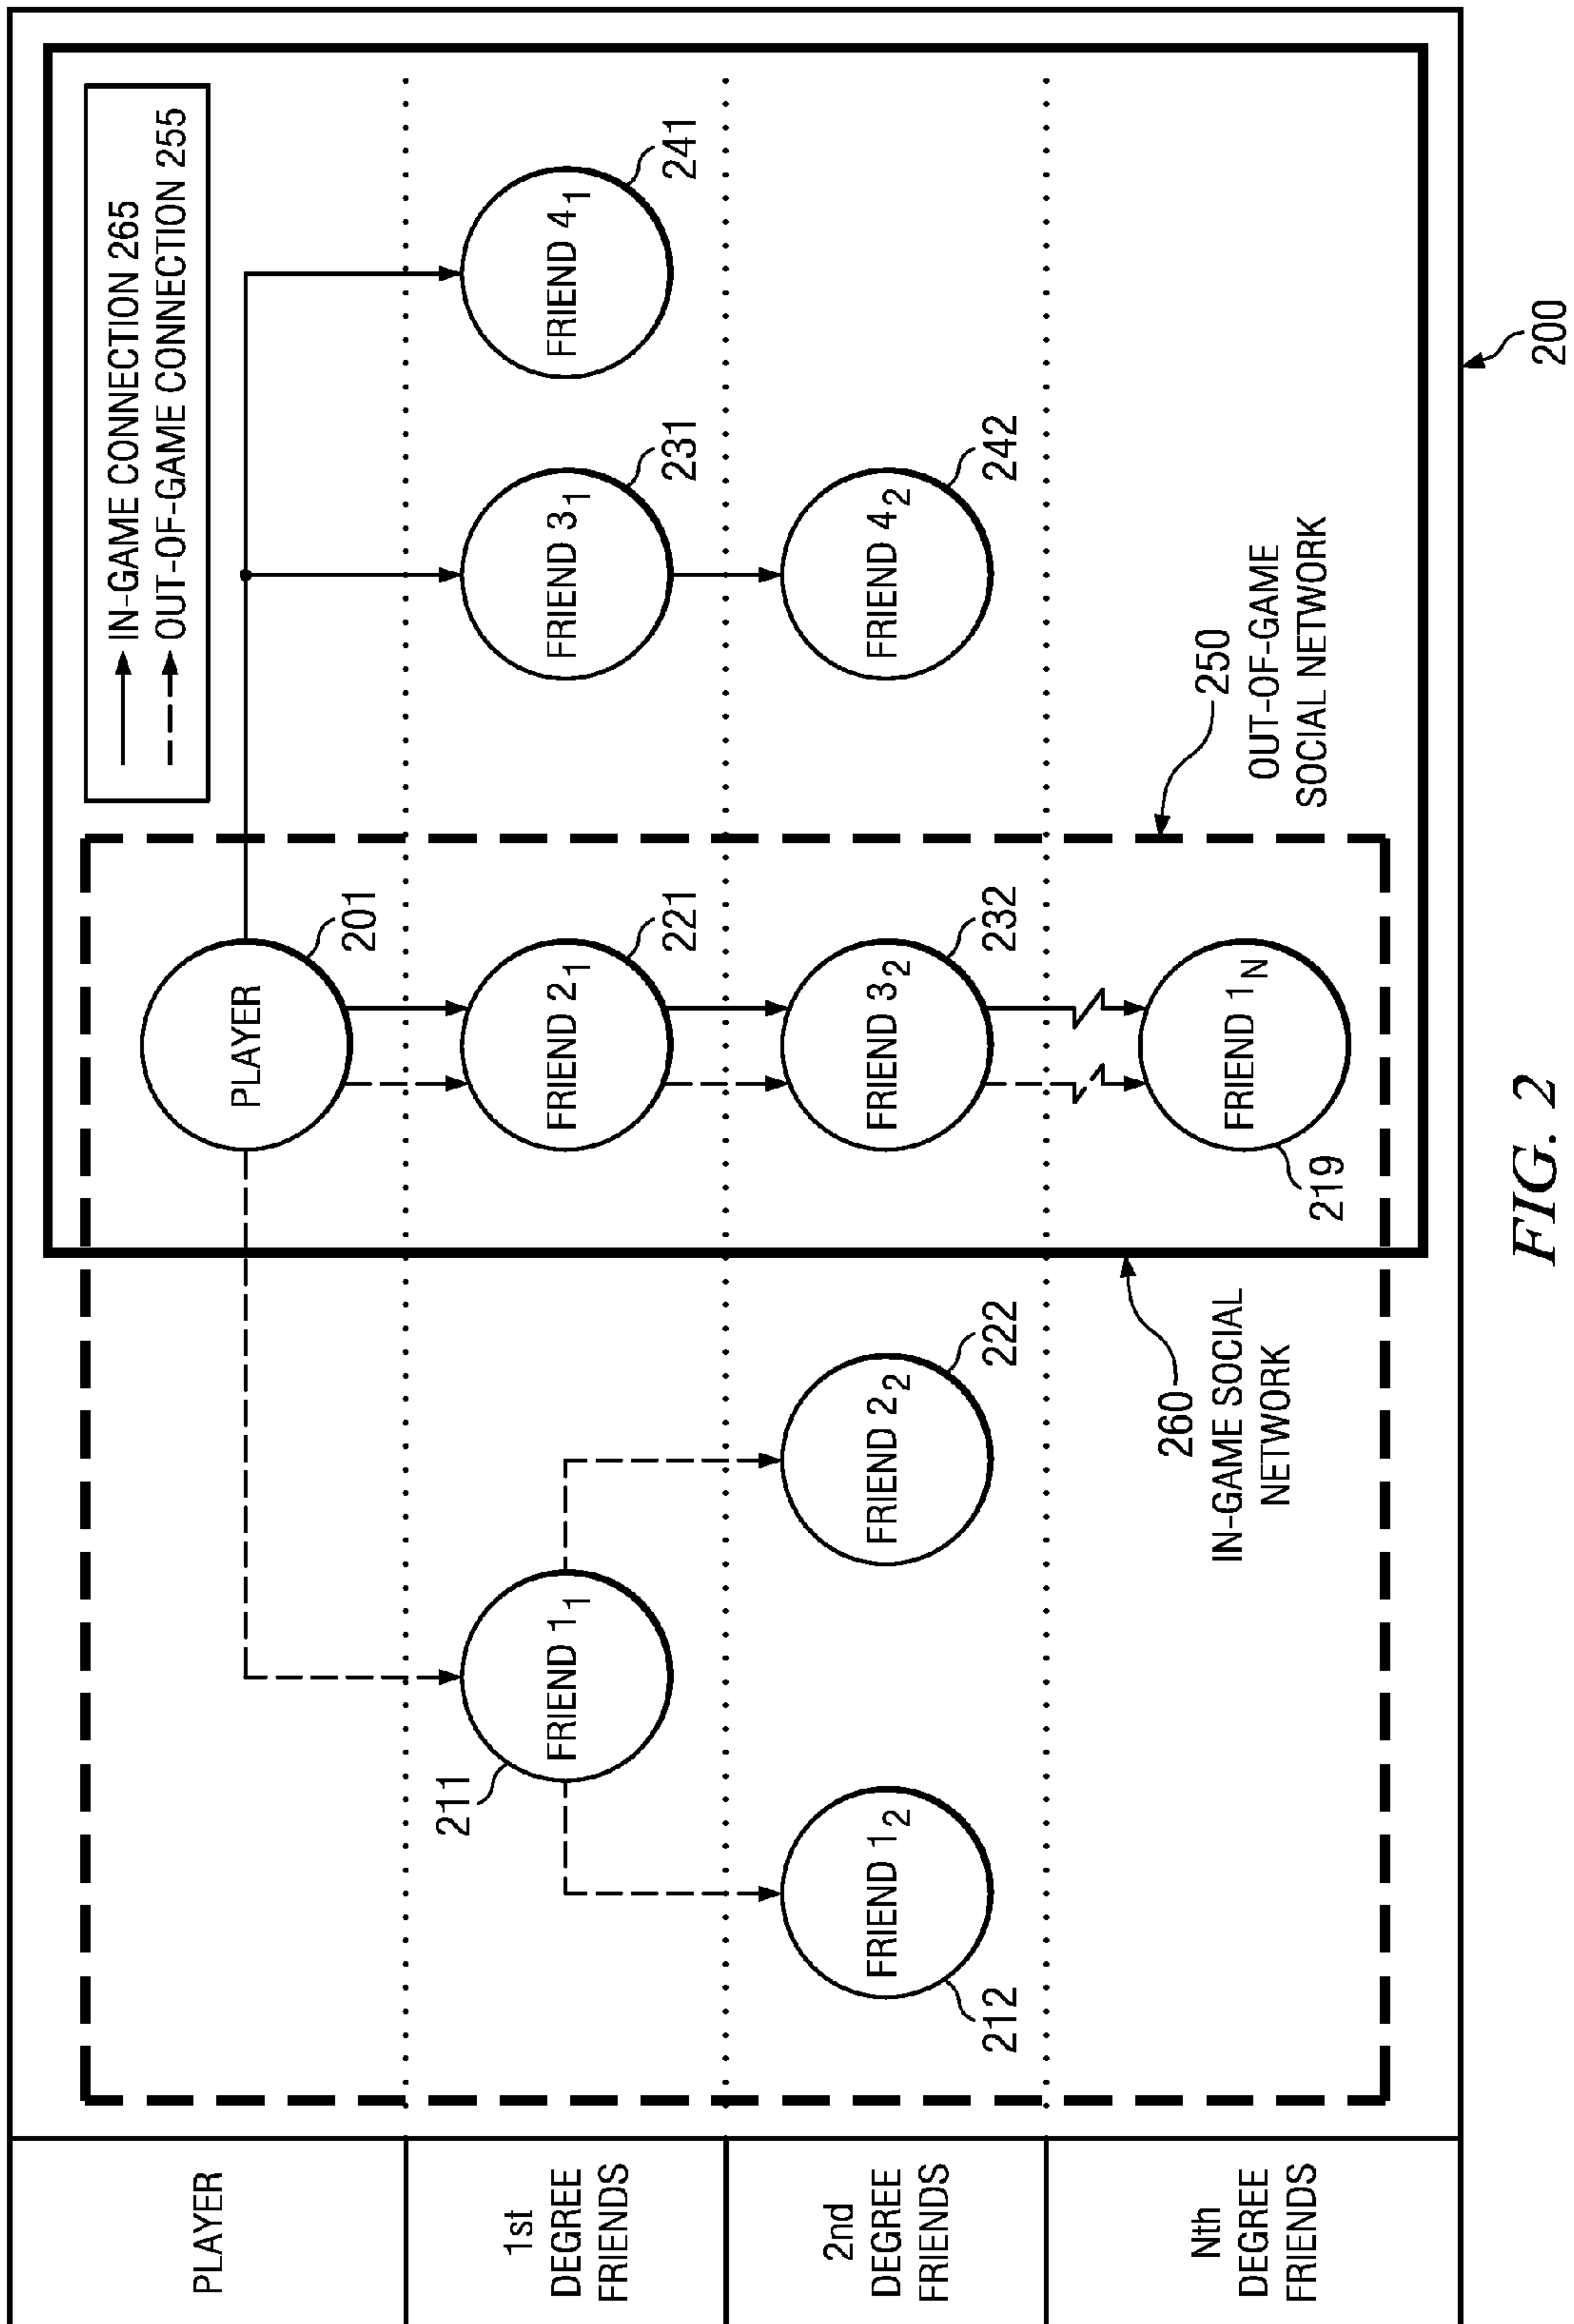 PLAYER
1st
DEGREE
FRIENDS
2nd
DEGREE
FRIENDS
Nth
DEGREE
FRIENDS
IN-GAME CONNECTION 265
OUT-OF-GAME CONNECTION 255
PLAYER
201
FRIEND 1₁
211
FRIEND 2₁
221
FRIEND 3₁
231
FRIEND 4₁
241
FRIEND 1₂
212
FRIEND 2₂
222
FRIEND 3₂
232
FRIEND 4₂
242
FRIEND 1N
219
260
IN-GAME SOCIAL
NETWORK
250
OUT-OF-GAME
SOCIAL NETWORK
200
FIG. 2